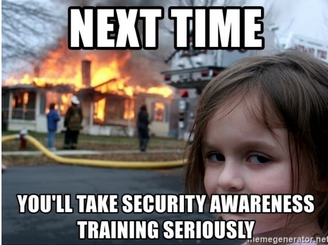 NEXT TIME
YOU'LL TAKE SECURITY AWARENESS
TRAINING SERIOUSLY
memegenerator.net